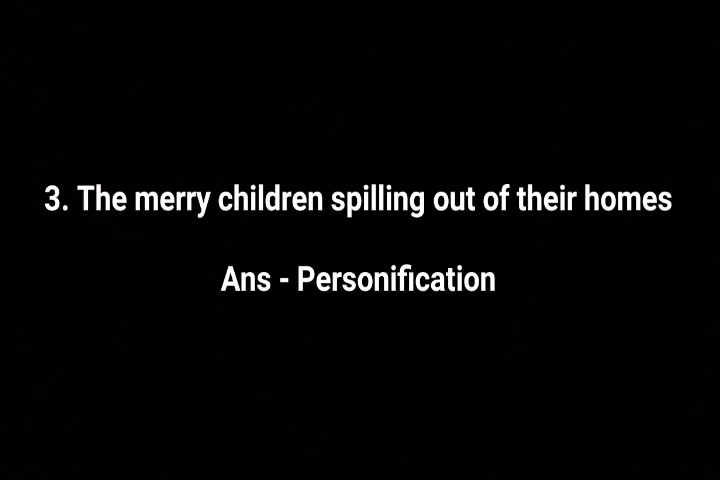 3. The merry children spilling out of their homes
Ans - Personification